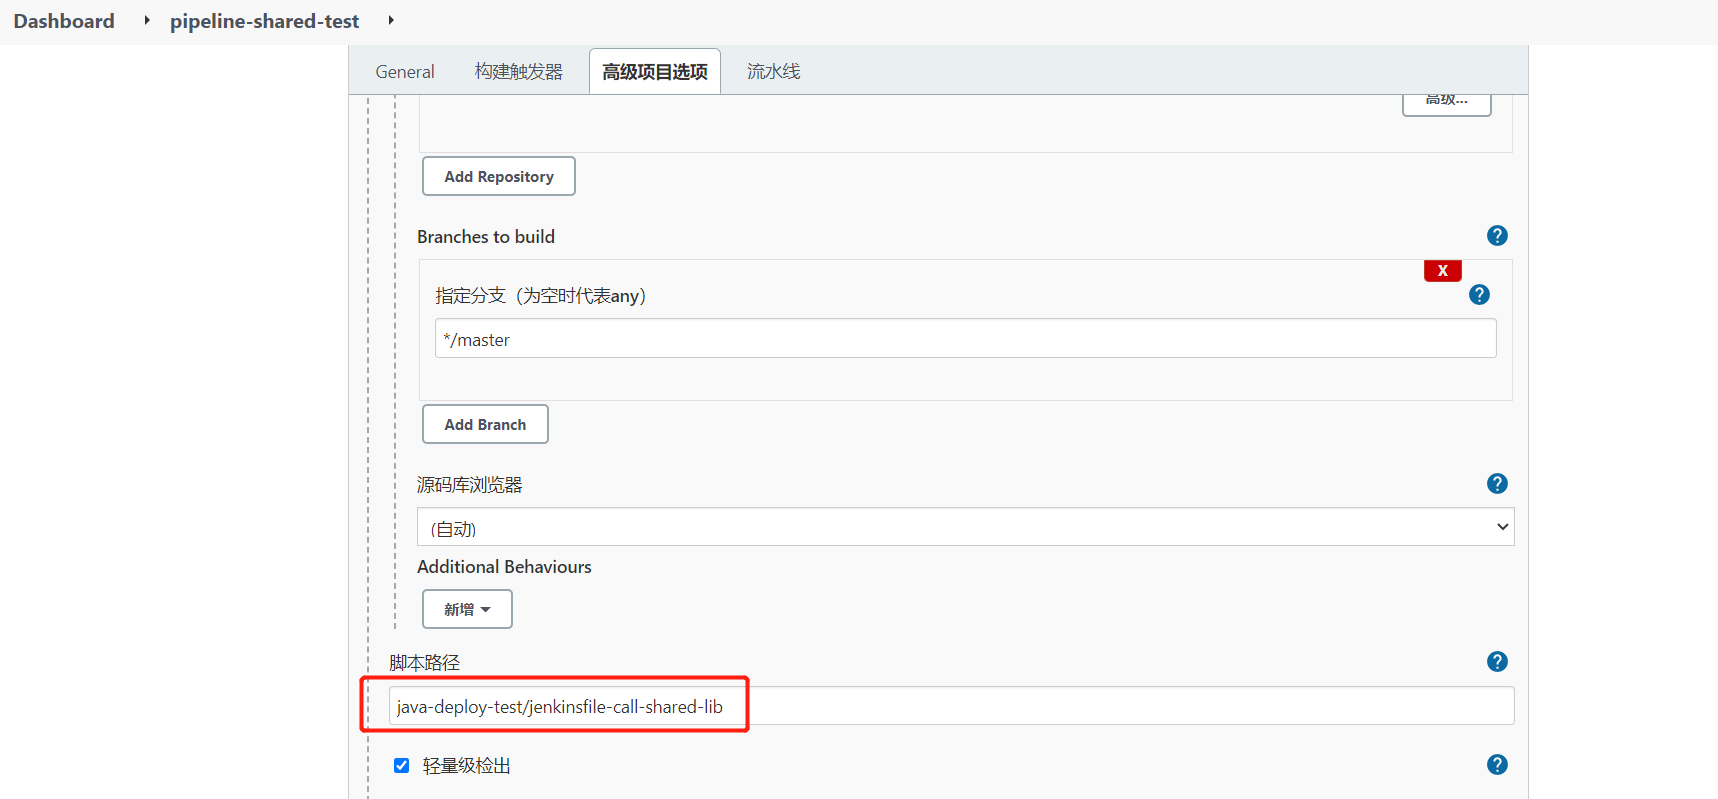 Dashboard pipeline-shared-test
General 构建触发器 高级项目选项 流水线
高级...
Add Repository
Branches to build
?
X
指定分支（为空时代表any）
?
*/master
Add Branch
源码库浏览器
?
(自动)
Additional Behaviours
新增
脚本路径
?
java-deploy-test/jenkinsfile-call-shared-lib
轻量级检出
?